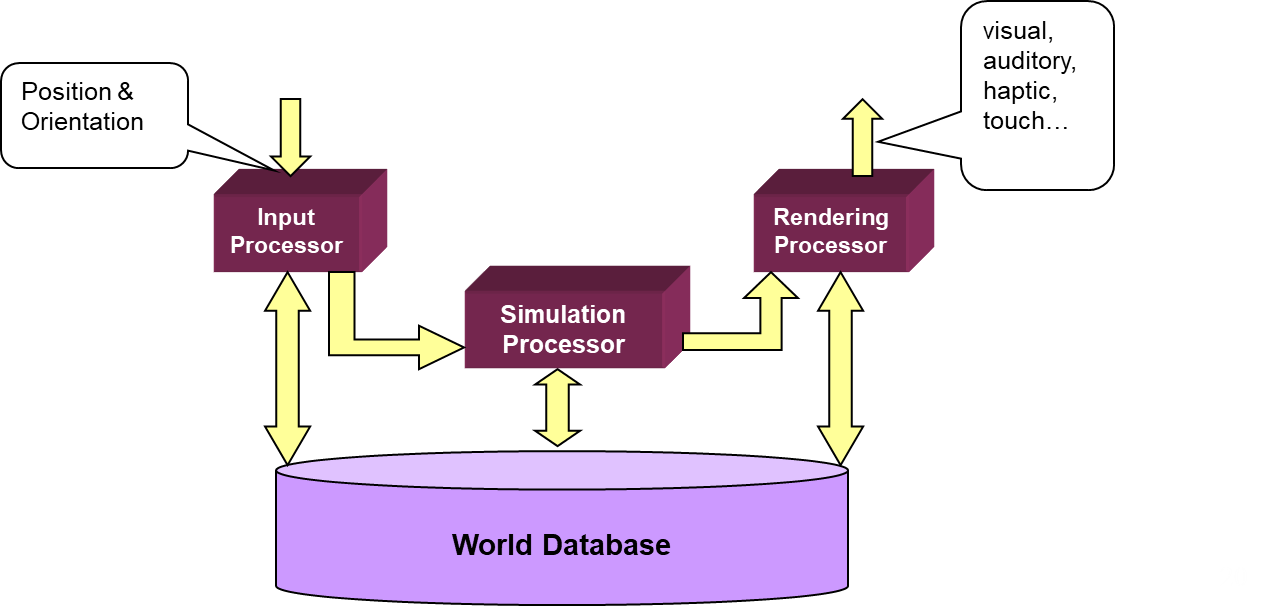 Position &
Orientation
visual,
auditory,
haptic,
touch…
Input
Processor
Rendering
Processor
Simulation
Processor
World Database